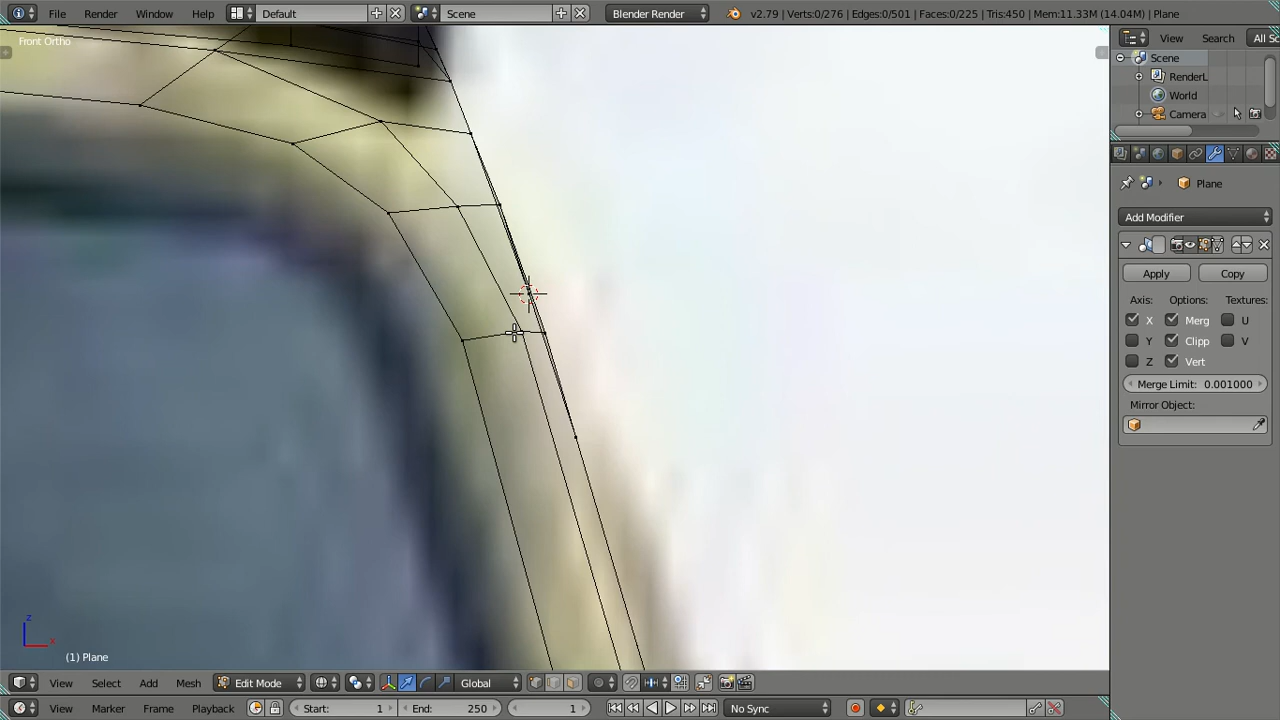 File Render Window Help Default Scene Blender Render v2.79 | Verts:0/276 | Edges:0/501 | Faces:0/225 | Tris:450 | Mem:11.33M (14.04M) | Plane
Front Ortho
View Search All Sc
Scene
RenderL
World
Camera
Plane
Add Modifier
Apply Copy
Axis: Options: Textures:
X Merg U
Y Clipp V
Z Vert
Merge Limit: 0.001000
Mirror Object:
z
x
(1) Plane
View Select Add Mesh Edit Mode Global
View Marker Frame Playback Start: 1 End: 250 1 No Sync